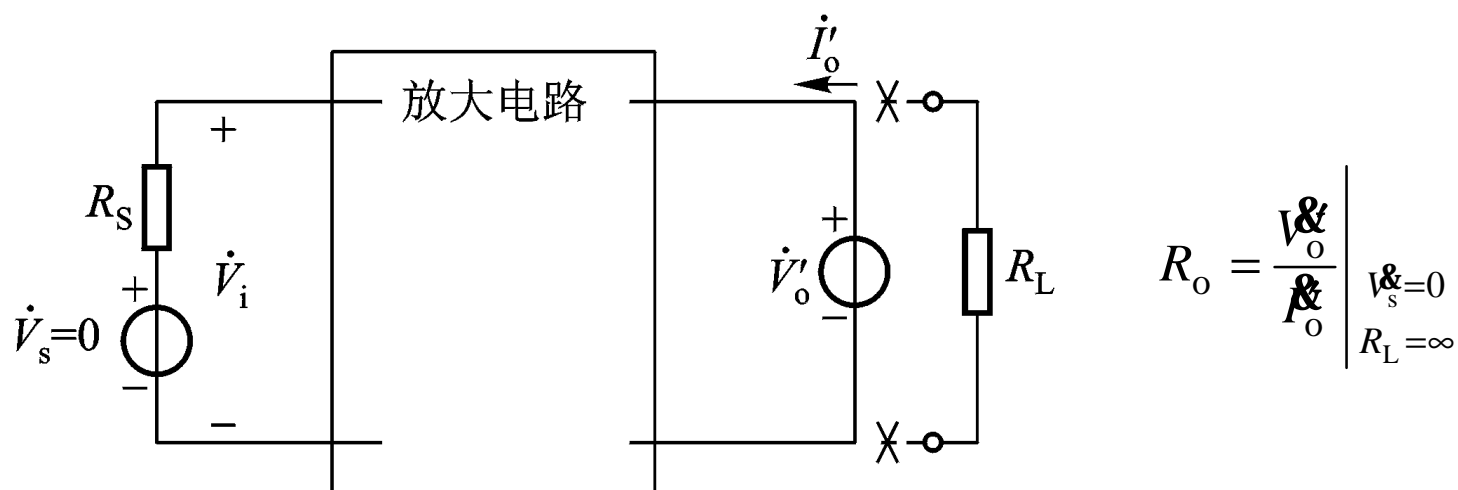 İ′o
放大电路
+
RS
V̇i
+
V̇s=0
−
−
+
V̇′o
−
RL
Ro = V&′o / I&′o | V&s=0 RL=∞